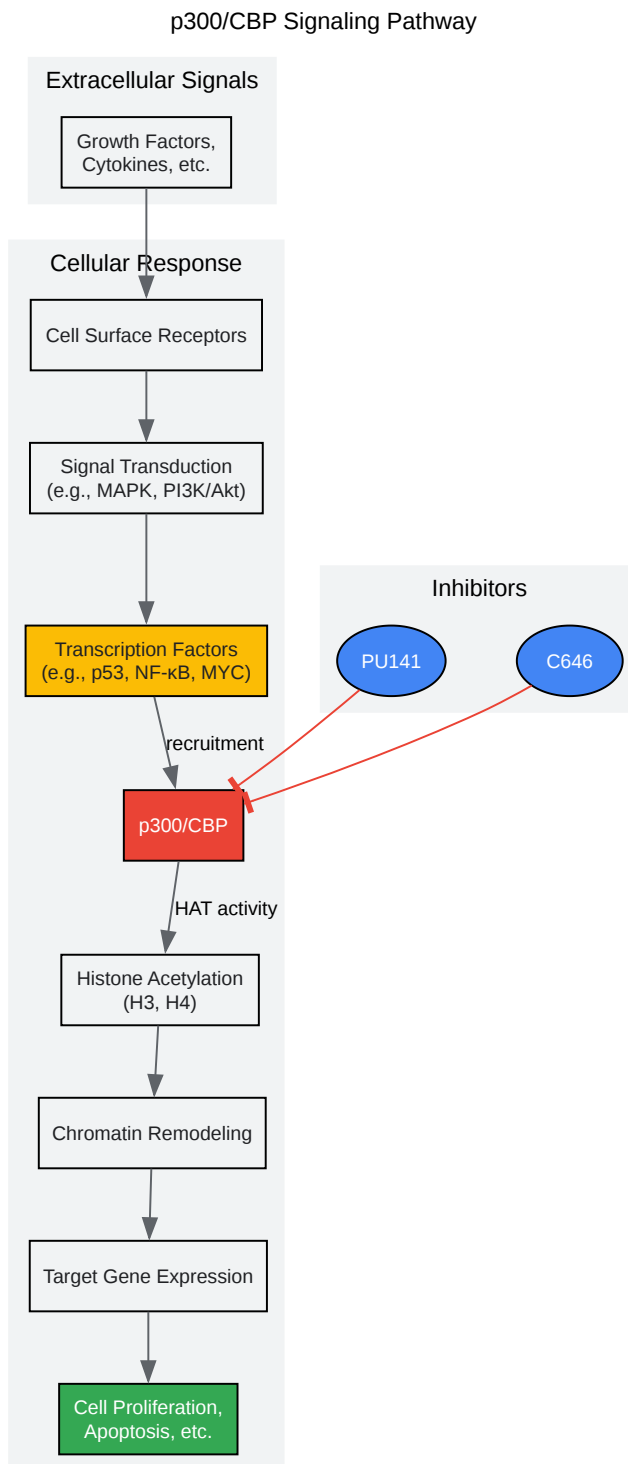 p300/CBP Signaling Pathway
Extracellular Signals
Growth Factors,
Cytokines, etc.
Cellular Response
Cell Surface Receptors
Signal Transduction
(e.g., MAPK, PI3K/Akt)
Inhibitors
Transcription Factors
(e.g., p53, NF-κB, MYC)
PU141
C646
recruitment
p300/CBP
HAT activity
Histone Acetylation
(H3, H4)
Chromatin Remodeling
Target Gene Expression
Cell Proliferation,
Apoptosis, etc.